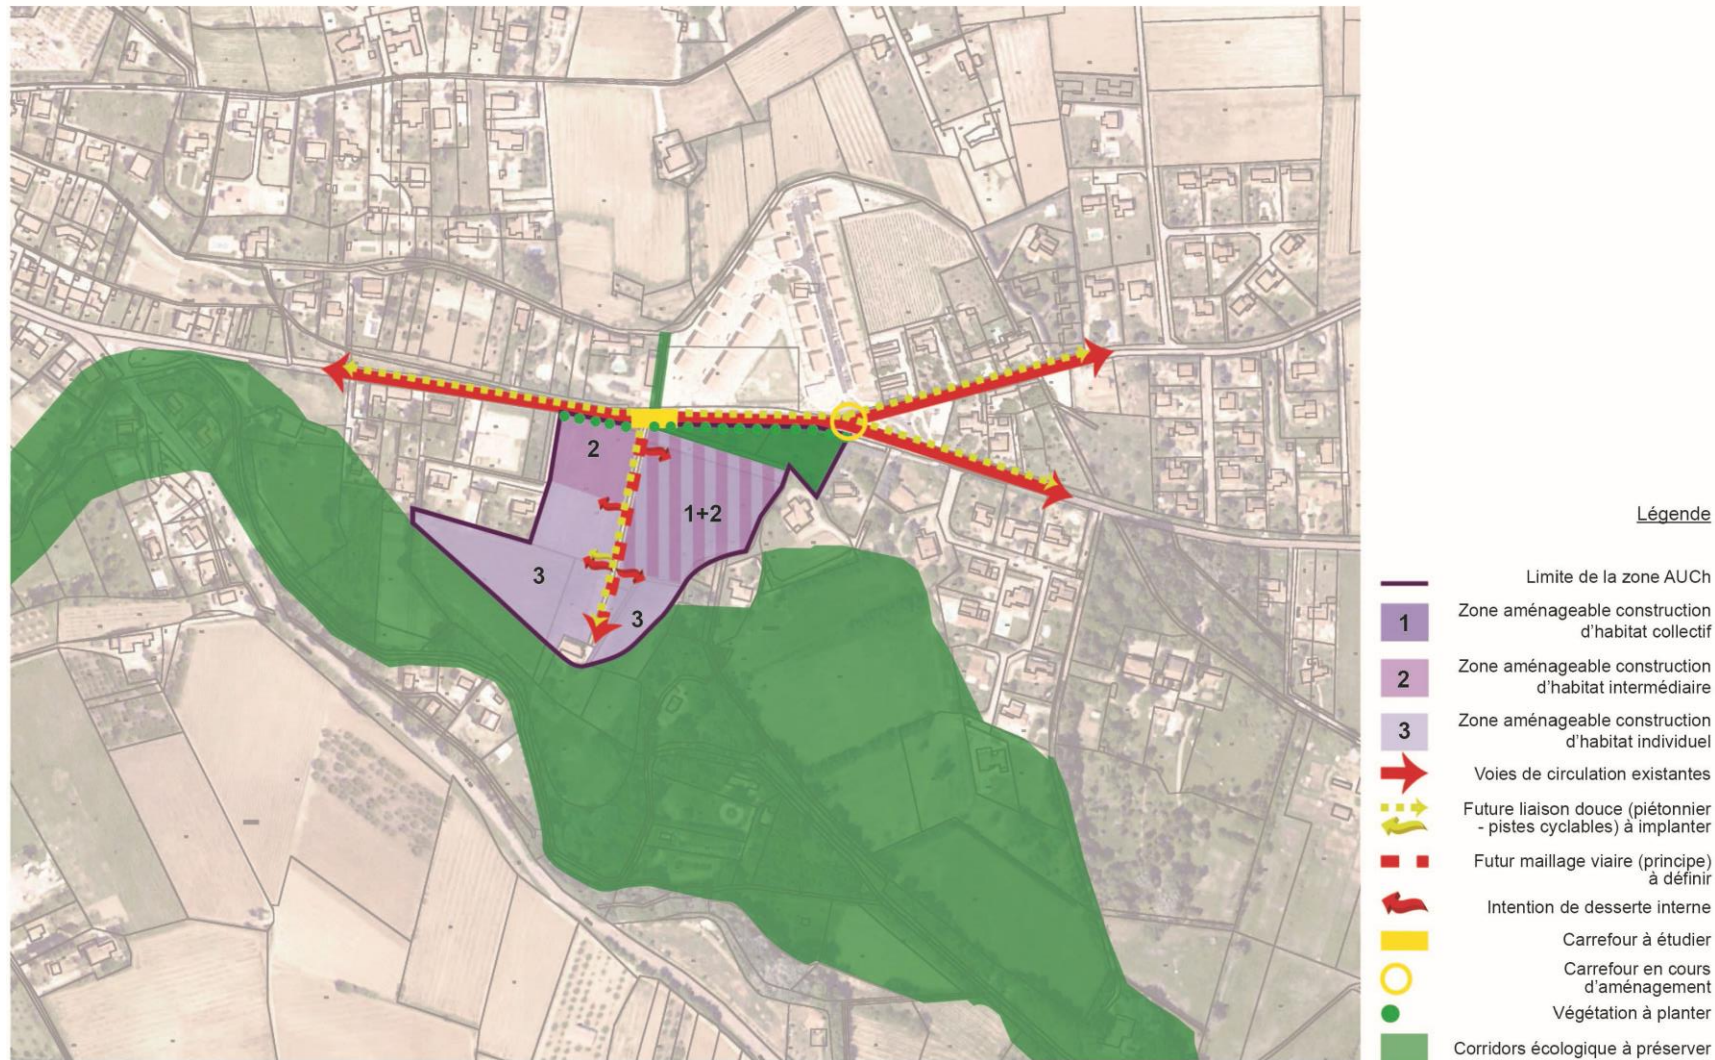 2
1+2
3
3
Légende
Limite de la zone AUCh
1
Zone aménageable construction
d'habitat collectif
2
Zone aménageable construction
d'habitat intermédiaire
3
Zone aménageable construction
d'habitat individuel
Voies de circulation existantes
Future liaison douce (piétonnier
- pistes cyclables) à implanter
Futur maillage viaire (principe)
à définir
Intention de desserte interne
Carrefour à étudier
Carrefour en cours
d'aménagement
Végétation à planter
Corridors écologique à préserver